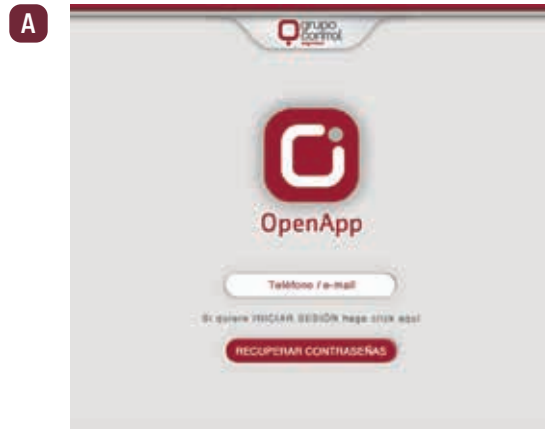 A
grupo
control
OpenApp
Teléfono / e-mail
Si quiere INICIAR SESIÓN haga click aquí
RECUPERAR CONTRASEÑAS